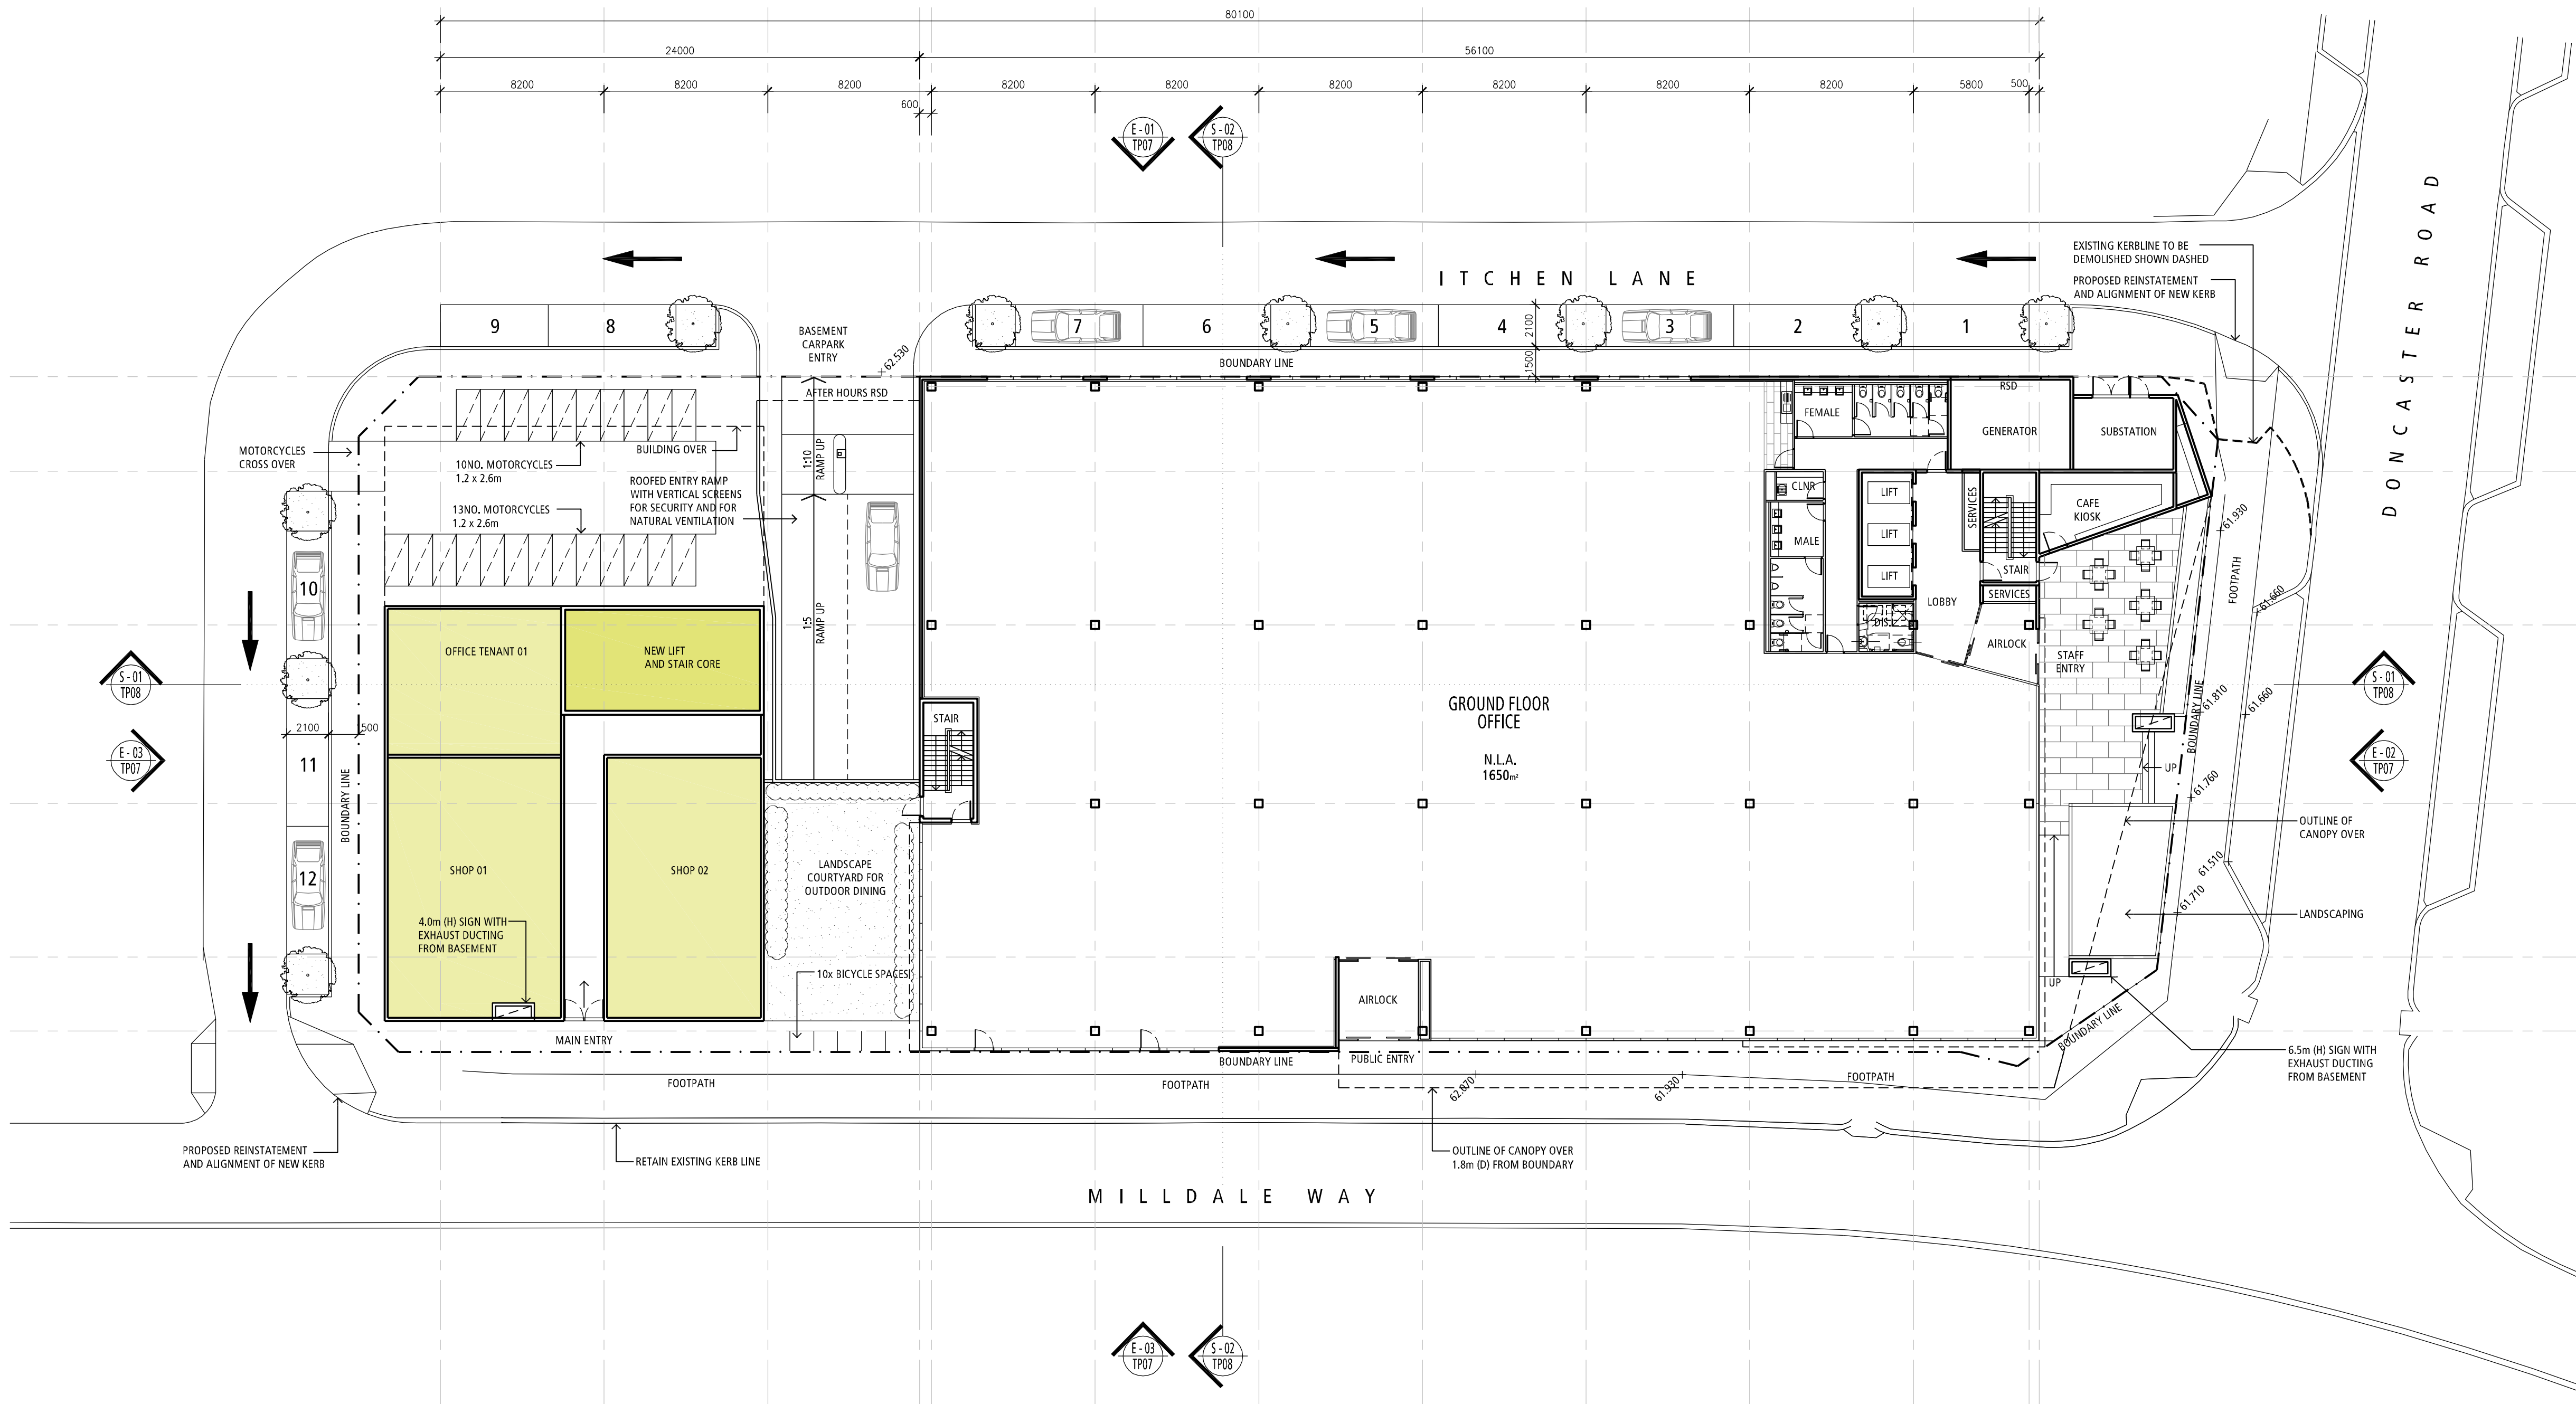 80100
24000
56100
8200
8200
8200
8200
8200
8200
8200
8200
8200
5800
500
600
E - 01
TP07
S - 02
TP08
ITCHEN LANE
DONCASTER ROAD
EXISTING KERBLINE TO BE
DEMOLISHED SHOWN DASHED
PROPOSED REINSTATEMENT
AND ALIGNMENT OF NEW KERB
9
8
7
6
5
4
3
2
1
2100
1500
BASEMENT
CARPARK
ENTRY
62.530
BOUNDARY LINE
AFTER HOURS RSD
RSD
FEMALE
GENERATOR
SUBSTATION
MOTORCYCLES
CROSS OVER
BUILDING OVER
10NO. MOTORCYCLES
1.2 x 2.6m
1:10
RAMP UP
ROOFED ENTRY RAMP
WITH VERTICAL SCREENS
FOR SECURITY AND FOR
NATURAL VENTILATION
13NO. MOTORCYCLES
1.2 x 2.6m
CLNR
LIFT
LIFT
LIFT
SERVICES
CAFE
KIOSK
MALE
STAIR
SERVICES
LOBBY
DIS.
AIRLOCK
STAFF
ENTRY
61.930
FOOTPATH
61.660
10
1:5
RAMP UP
OFFICE TENANT 01
NEW LIFT
AND STAIR CORE
S - 01
TP08
S - 01
TP08
61.810
61.660
BOUNDARY LINE
GROUND FLOOR
OFFICE
N.L.A.
1650m²
STAIR
2100
1500
E - 03
TP07
E - 02
TP07
11
UP
61.760
BOUNDARY LINE
OUTLINE OF
CANOPY OVER
61.510
61.710
LANDSCAPING
12
SHOP 01
SHOP 02
LANDSCAPE
COURTYARD FOR
OUTDOOR DINING
4.0m (H) SIGN WITH
EXHAUST DUCTING
FROM BASEMENT
10x BICYCLE SPACES
AIRLOCK
UP
BOUNDARY LINE
MAIN ENTRY
BOUNDARY LINE
PUBLIC ENTRY
6.5m (H) SIGN WITH
EXHAUST DUCTING
FROM BASEMENT
FOOTPATH
FOOTPATH
62.070
61.930
FOOTPATH
PROPOSED REINSTATEMENT
AND ALIGNMENT OF NEW KERB
RETAIN EXISTING KERB LINE
OUTLINE OF CANOPY OVER
1.8m (D) FROM BOUNDARY
MILLDALE WAY
E - 03
TP07
S - 02
TP08